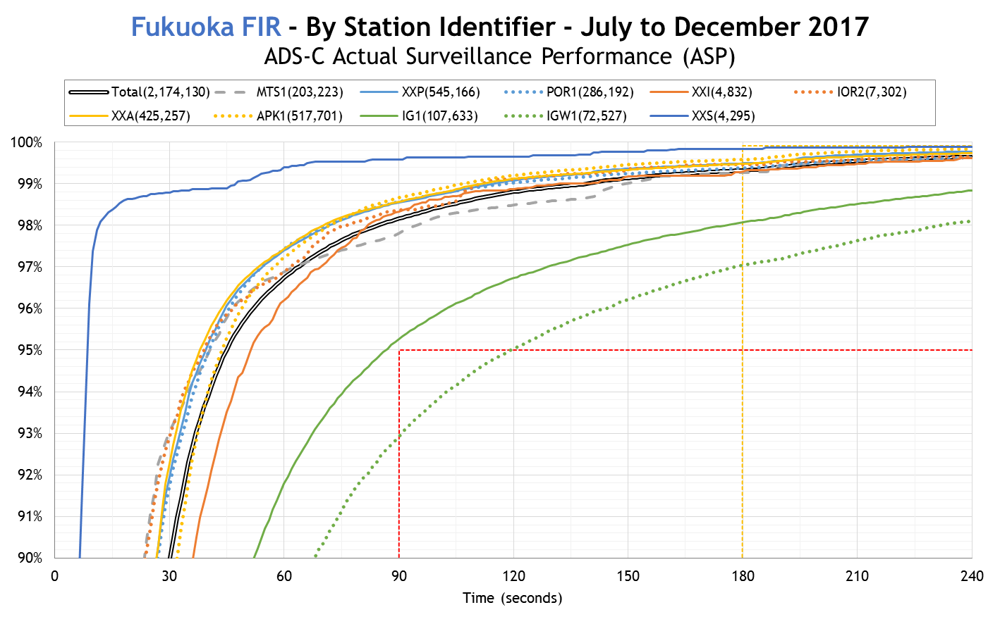 Fukuoka FIR - By Station Identifier - July to December 2017
ADS-C Actual Surveillance Performance (ASP)
Total(2,174,130) MTS1(203,223) XXP(545,166) POR1(286,192) XXI(4,832) IOR2(7,302)
XXA(425,257) APK1(517,701) IG1(107,633) IGW1(72,527) XXS(4,295)
100%
99%
98%
97%
96%
95%
94%
93%
92%
91%
90%
0 30 60 90 120 150 180 210 240
Time (seconds)